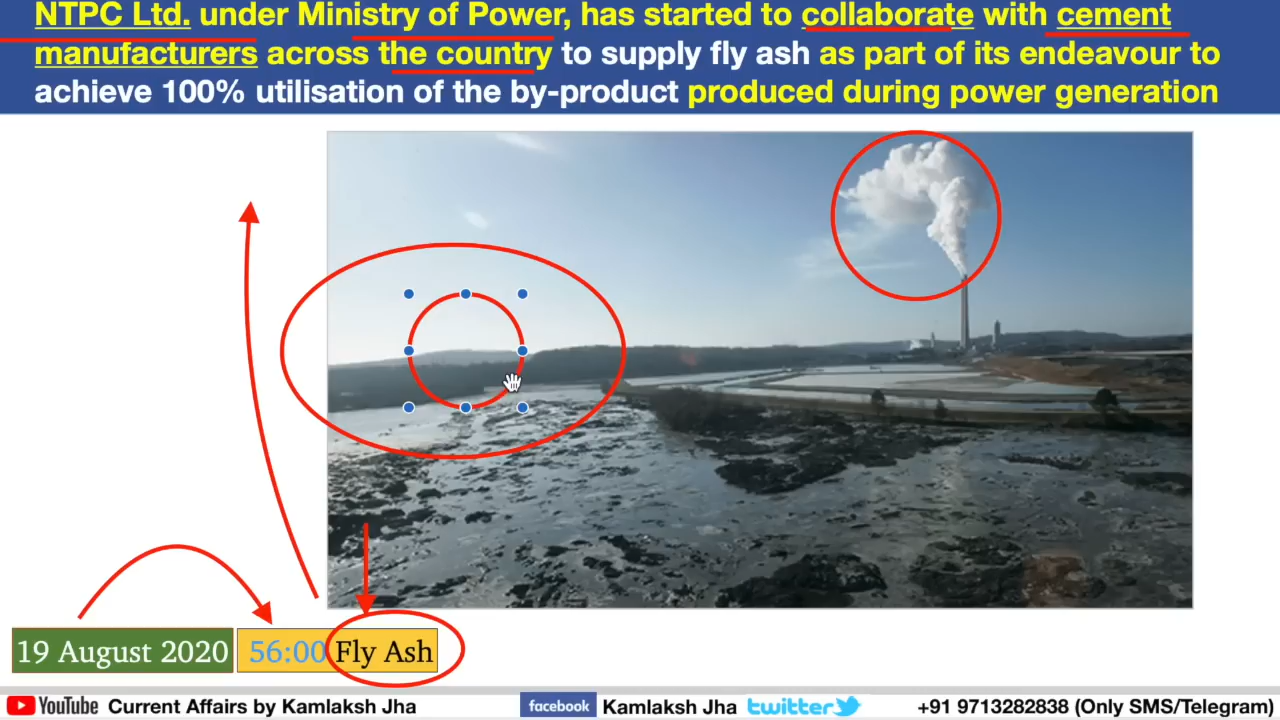 NTPC Ltd. under Ministry of Power, has started to collaborate with cement
manufacturers across the country to supply fly ash as part of its endeavour to
achieve 100% utilisation of the by-product produced during power generation
19 August 2020 56:00 Fly Ash
YouTube Current Affairs by Kamlaksh Jha facebook Kamlaksh Jha twitter +91 9713282838 (Only SMS/Telegram)